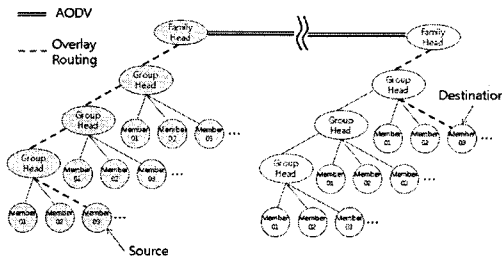 AODV
Overlay
Routing
Family
Head
Family
Head
Group
Head
Group
Head
Destination
Group
Head
Member
01
Member
02
Member
03
...
Member
01
Member
02
Member
03
...
Group
Head
Member
01
Member
02
Member
03
...
Group
Head
Member
01
Member
02
Member
03
...
Group
Head
Member
01
Member
02
Member
03
...
Member
01
Member
02
Member
03
...
Source